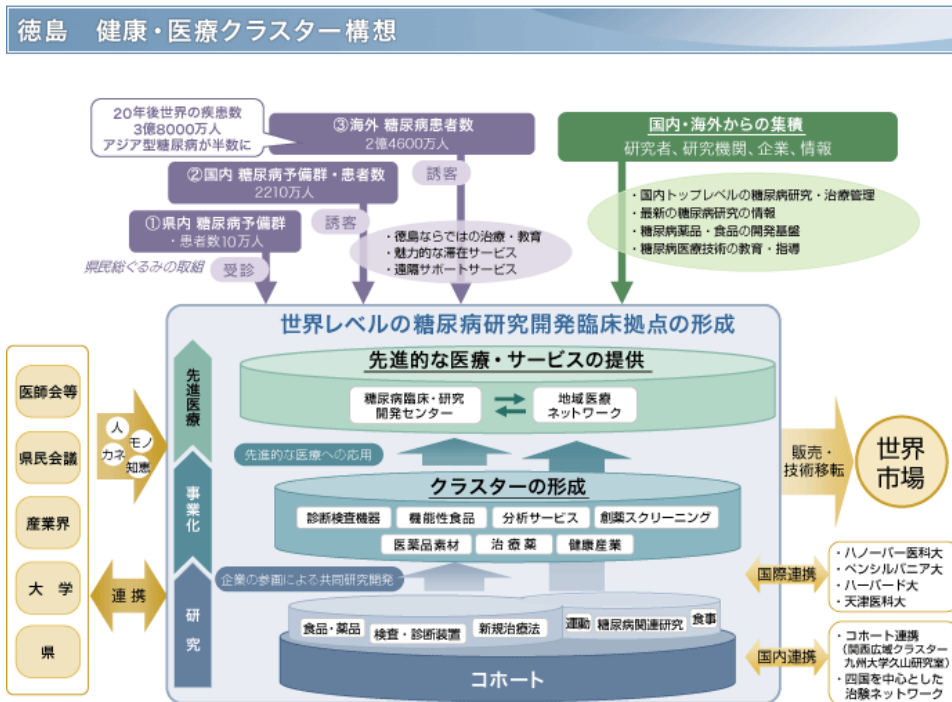 徳島　健康・医療クラスター構想
20年後世界の疾患数
3億8000万人
アジア型糖尿病が半数に
③海外 糖尿病患者数
2億4600万人
誘客
②国内 糖尿病予備群・患者数
2210万人
誘客
①県内 糖尿病予備群
・患者数10万人
県民総ぐるみの取組
受診
・徳島ならではの治療・教育
・魅力的な滞在サービス
・遠隔サポートサービス
国内・海外からの集積
研究者、研究機関、企業、情報
・国内トップレベルの糖尿病研究・治療管理
・最新の糖尿病研究の情報
・糖尿病薬品・食品の開発基盤
・糖尿病医療技術の教育・指導
世界レベルの糖尿病研究開発臨床拠点の形成
医師会等
県民会議
産業界
大学
県
人
モノ
カネ
知恵
連携
先進医療
事業化
研究
先進的な医療・サービスの提供
糖尿病臨床・研究
開発センター
地域医療
ネットワーク
先進的な医療への応用
クラスターの形成
診断検査機器
機能性食品
分析サービス
創薬スクリーニング
医薬品素材
治療薬
健康産業
企業の参画による共同研究開発
食品・薬品
検査・診断装置
新規治療法
運動
糖尿病関連研究
食事
コホート
販売・
技術移転
世界
市場
国際連携
・ハノーバー医科大
・ペンシルバニア大
・ハーバード大
・天津医科大
国内連携
・コホート連携
（関西広域クラスター
九州大学久山研究室）
・四国を中心とした
治験ネットワーク